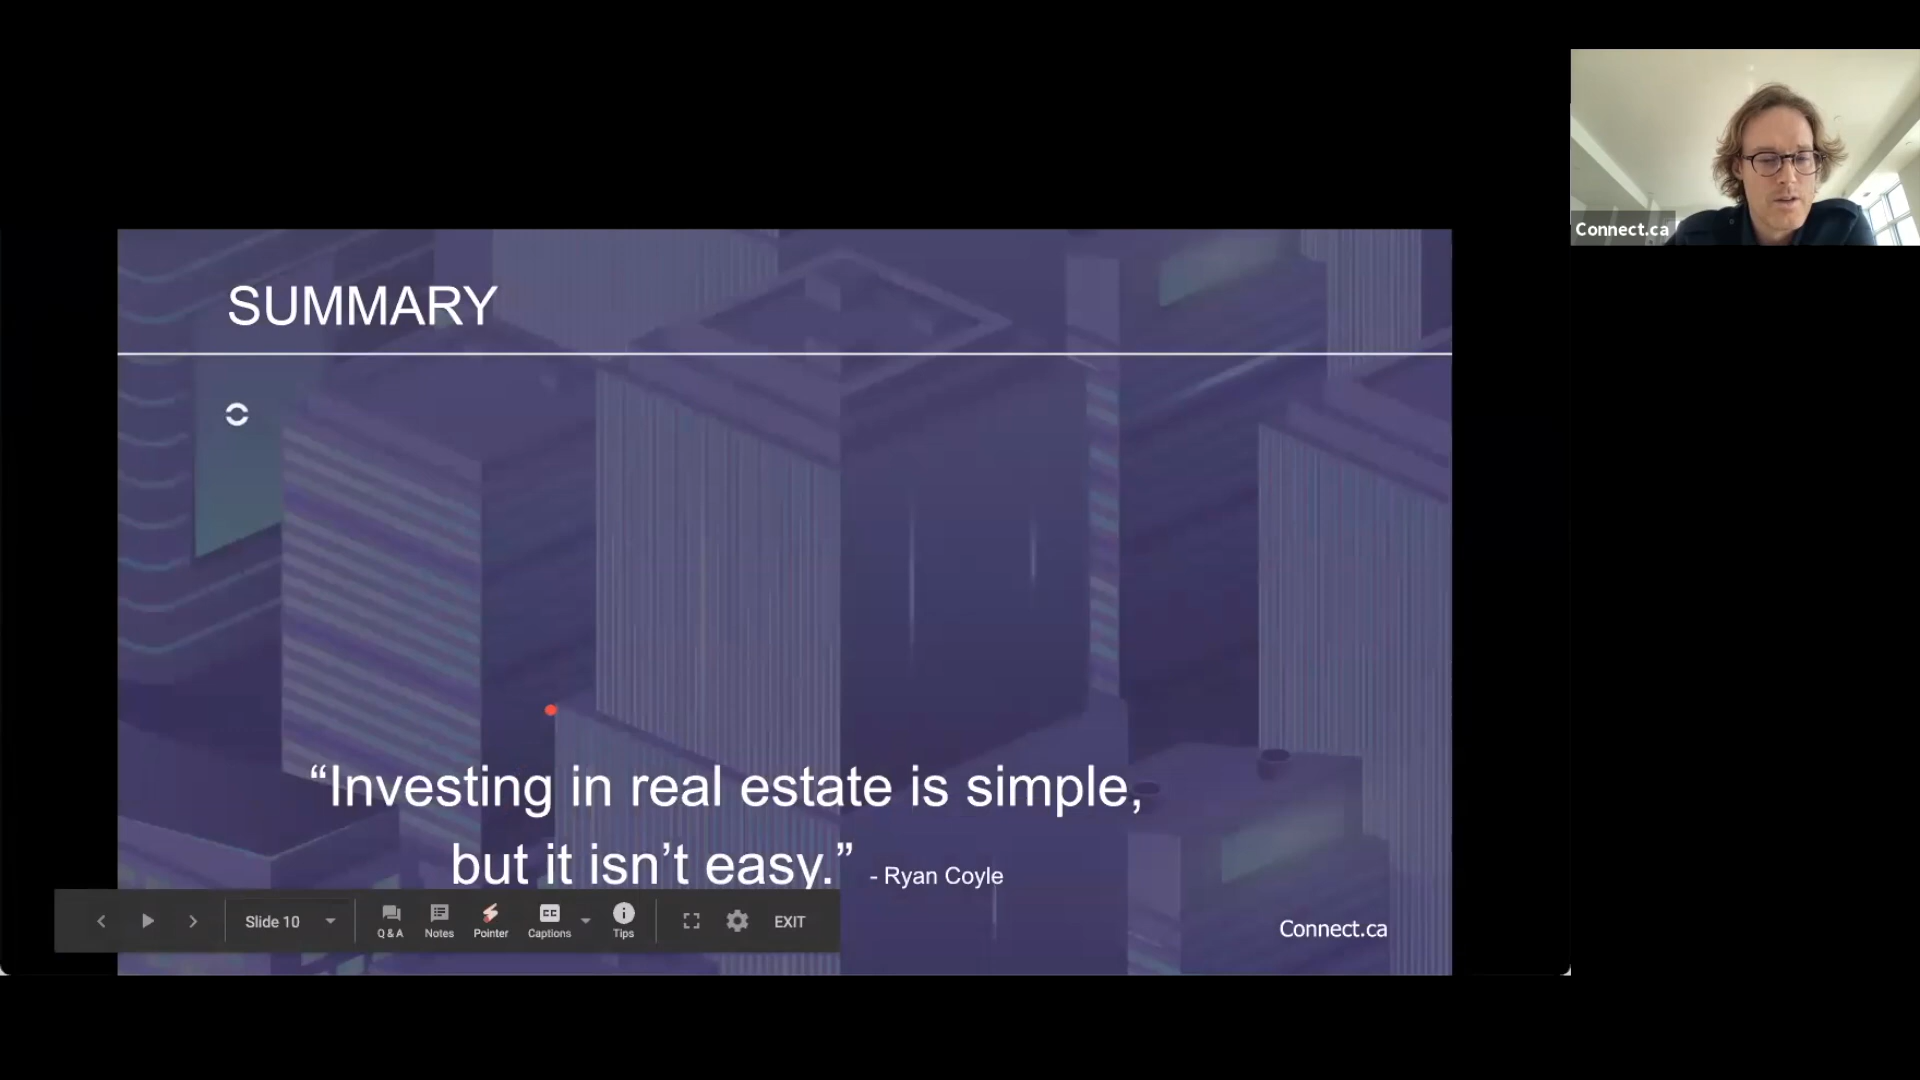 Connect.ca
SUMMARY
“Investing in real estate is simple,
but it isn’t easy.” - Ryan Coyle
Slide 10
Q & A
Notes
Pointer
CC
Captions
Tips
EXIT
Connect.ca